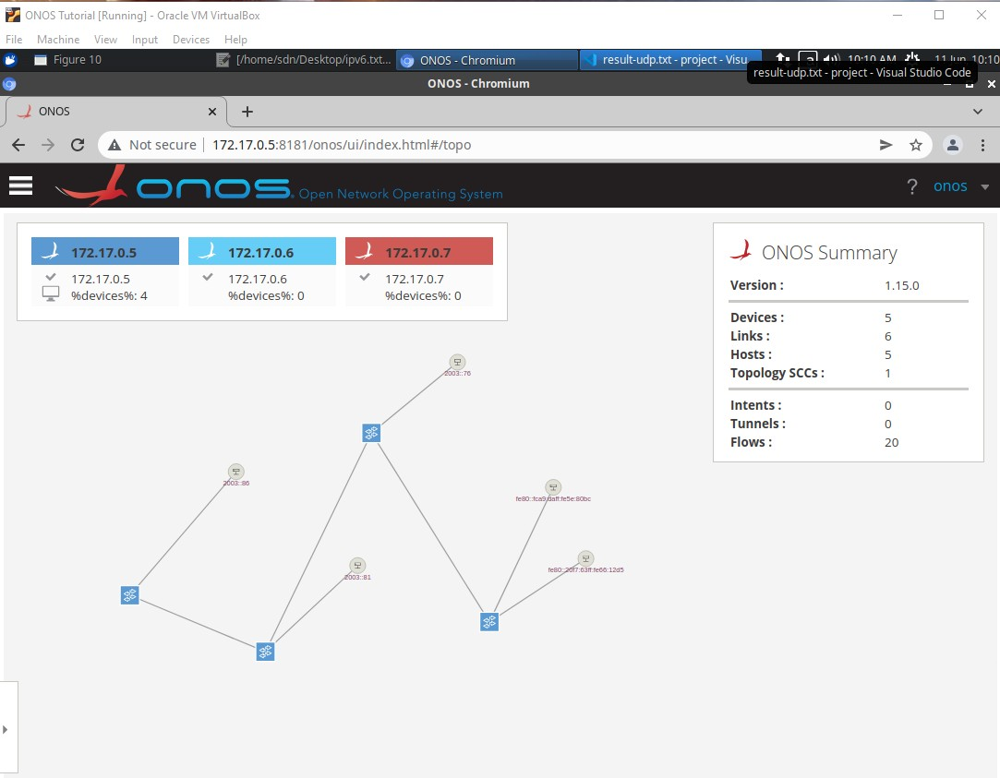 ONOS Tutorial [Running] - Oracle VM VirtualBox
File Machine View Input Devices Help
Figure 10
[/home/sdn/Desktop/ipv6.txt...
ONOS - Chromium
result-udp.txt - project - Visu
10:10 AM
11 Jun, 10:10
result-udp.txt - project - Visual Studio Code
ONOS - Chromium
ONOS
Not secure
172.17.0.5:8181/onos/ui/index.html#/topo
onos. Open Network Operating System
? onos
172.17.0.5
172.17.0.5
%devices%: 4
172.17.0.6
172.17.0.6
%devices%: 0
172.17.0.7
172.17.0.7
%devices%: 0
ONOS Summary
Version : 1.15.0
Devices : 5
Links : 6
Hosts : 5
Topology SCCs : 1
Intents : 0
Tunnels : 0
Flows : 20
2003::76
2003::86
fe80::fca9:daff:fe5e:80bc
fe80::20f7:63ff:fe66:12d5
2003::81